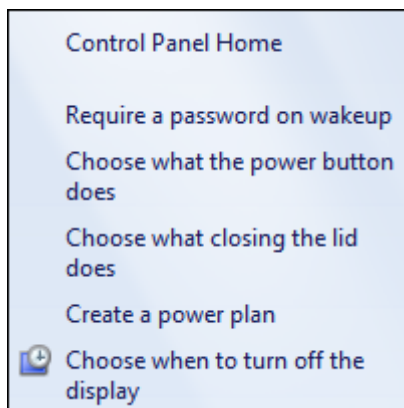 Control Panel Home
Require a password on wakeup
Choose what the power button
does
Choose what closing the lid
does
Create a power plan
Choose when to turn off the
display